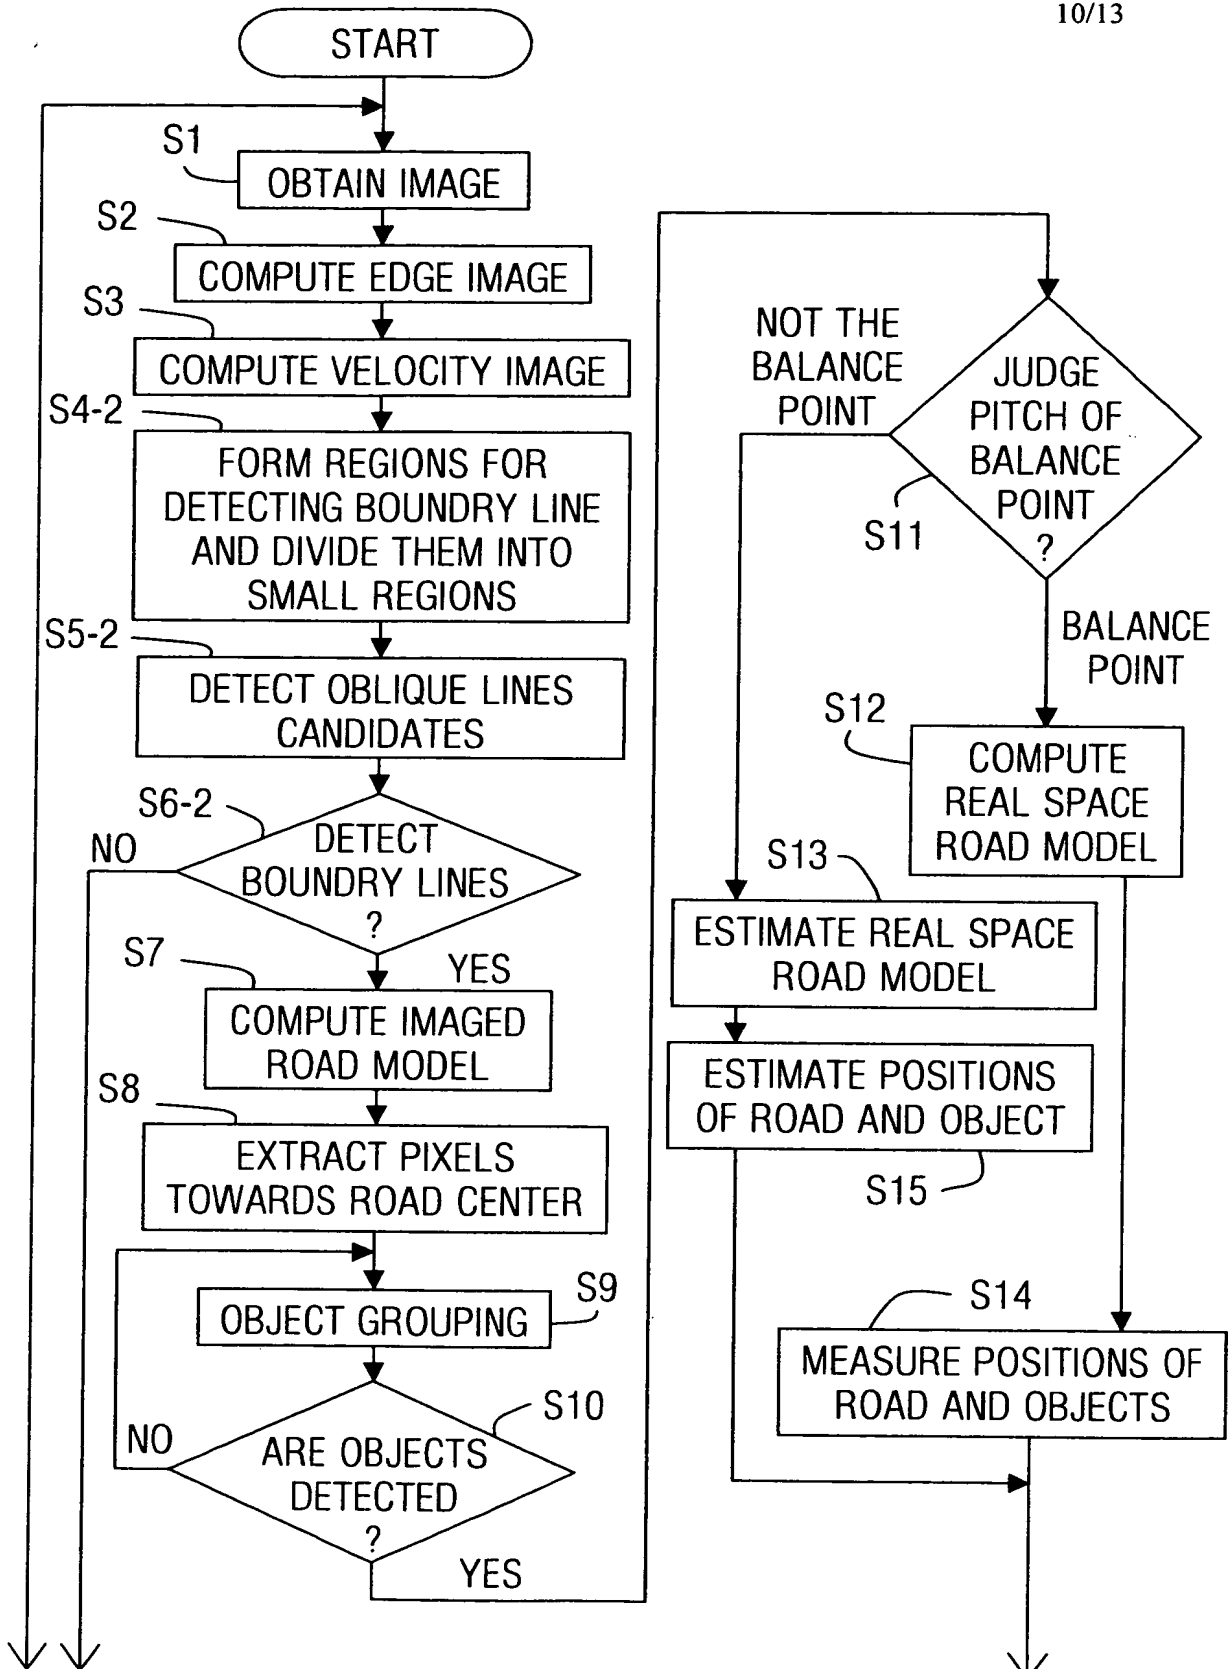 10/13
START
S1
OBTAIN IMAGE
S2
COMPUTE EDGE IMAGE
S3
COMPUTE VELOCITY IMAGE
S4-2
FORM REGIONS FOR
DETECTING BOUNDRY LINE
AND DIVIDE THEM INTO
SMALL REGIONS
S5-2
DETECT OBLIQUE LINES
CANDIDATES
S6-2
NO
DETECT
BOUNDRY LINES
?
YES
S7
COMPUTE IMAGED
ROAD MODEL
S8
EXTRACT PIXELS
TOWARDS ROAD CENTER
S9
OBJECT GROUPING
S10
NO
ARE OBJECTS
DETECTED
?
YES
NOT THE
BALANCE
POINT
JUDGE
PITCH OF
BALANCE
POINT
?
S11
BALANCE
POINT
S12
COMPUTE
REAL SPACE
ROAD MODEL
S13
ESTIMATE REAL SPACE
ROAD MODEL
ESTIMATE POSITIONS
OF ROAD AND OBJECT
S15
S14
MEASURE POSITIONS OF
ROAD AND OBJECTS